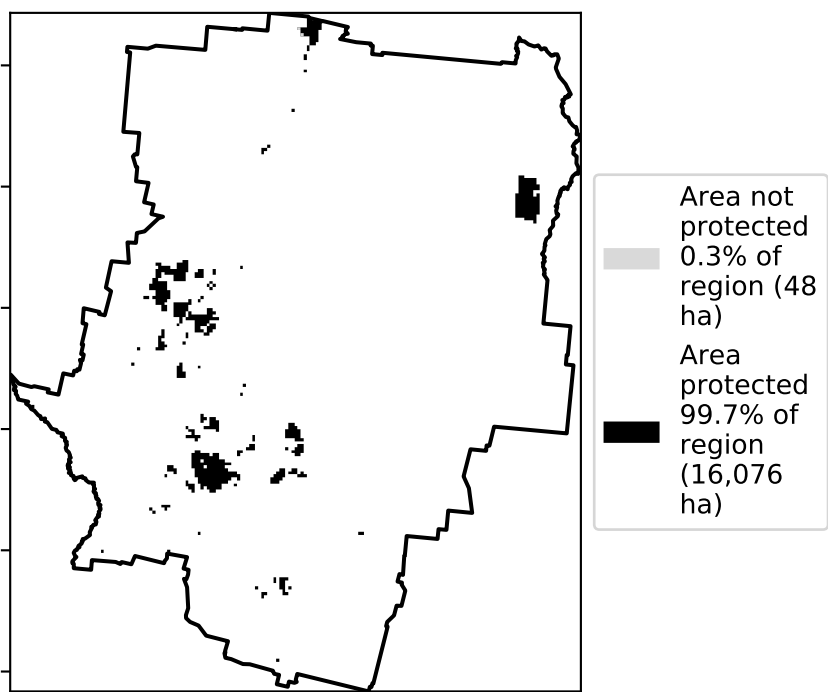 Area not
protected
0.3% of
region (48
ha)
Area
protected
99.7% of
region
(16,076
ha)